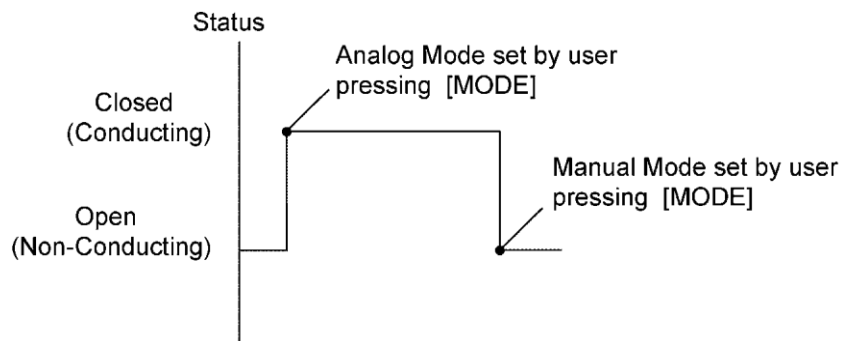 Status
Analog Mode set by user
pressing [MODE]
Closed
(Conducting)
Manual Mode set by user
pressing [MODE]
Open
(Non-Conducting)